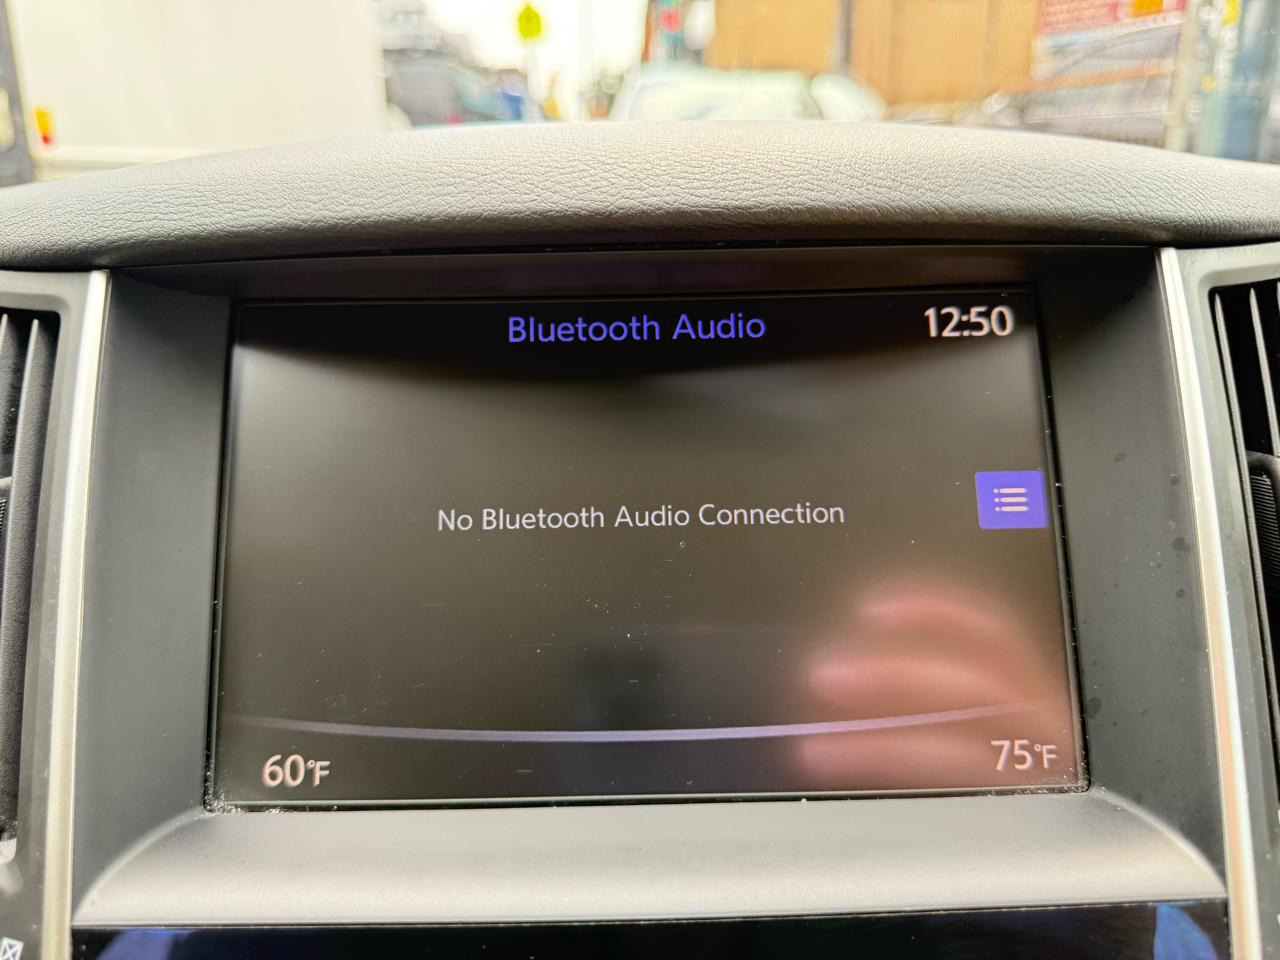 Bluetooth Audio
12:50
No Bluetooth Audio Connection
60°F
75°F